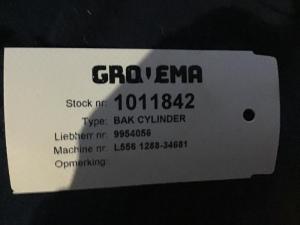 GROVEMA
Stock nr: 1011842
Type: BAK CYLINDER
Liebherr nr: 9954056
Machine nr: L556 1288-34681
Opmerking: